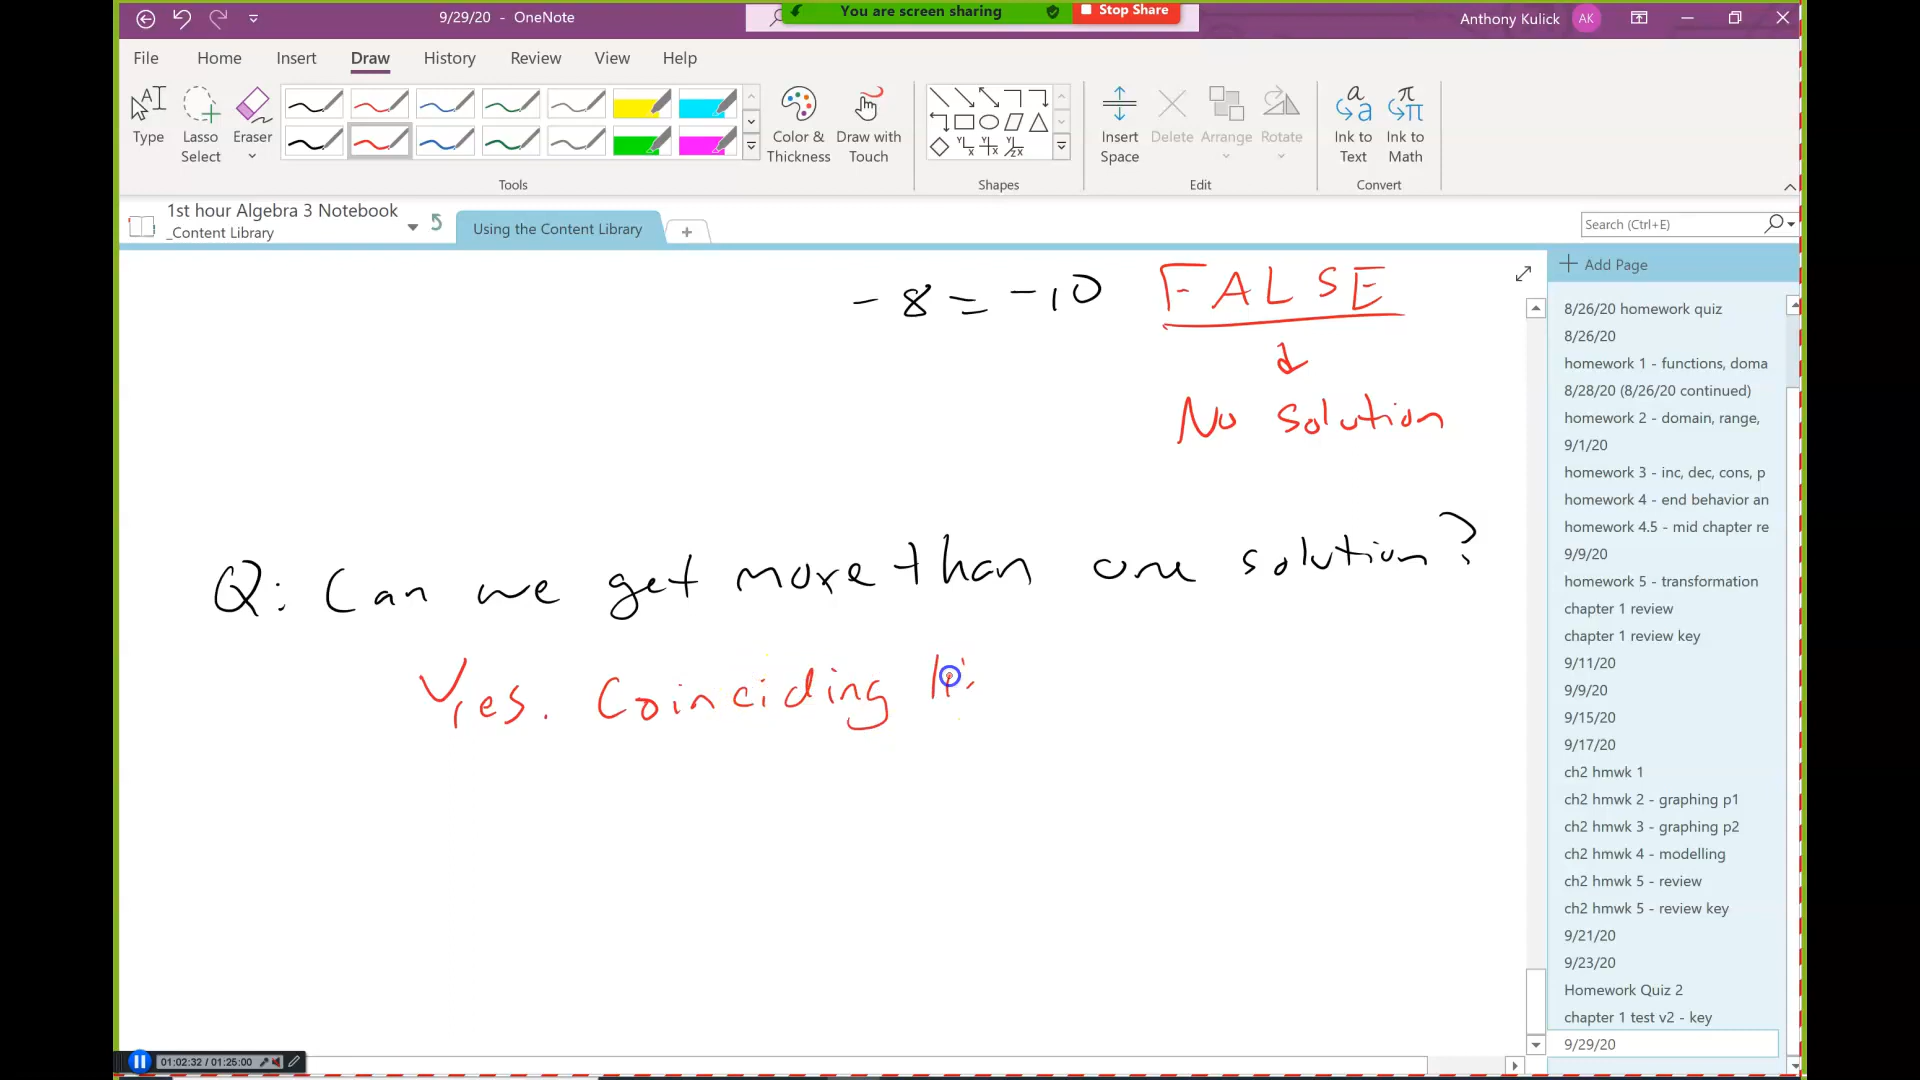 9/29/20 - OneNote
You are screen sharing
Stop Share
Anthony Kulick AK
File Home Insert Draw History Review View Help
Type
Lasso Select
Eraser
Color & Thickness
Draw with Touch
Insert Space
Delete
Arrange
Rotate
Ink to Text
Ink to Math
Tools Shapes Edit Convert
1st hour Algebra 3 Notebook
_Content Library
Using the Content Library
Search (Ctrl+E)
Add Page
-8 = -10 FALSE
No solution
Q: Can we get more than one solution?
Yes. Coinciding li
8/26/20 homework quiz
8/26/20
homework 1 - functions, doma
8/28/20 (8/26/20 continued)
homework 2 - domain, range,
9/1/20
homework 3 - inc, dec, cons, p
homework 4 - end behavior an
homework 4.5 - mid chapter re
9/9/20
homework 5 - transformation
chapter 1 review
chapter 1 review key
9/11/20
9/9/20
9/15/20
9/17/20
ch2 hmwk 1
ch2 hmwk 2 - graphing p1
ch2 hmwk 3 - graphing p2
ch2 hmwk 4 - modelling
ch2 hmwk 5 - review
ch2 hmwk 5 - review key
9/21/20
9/23/20
Homework Quiz 2
chapter 1 test v2 - key
9/29/20
01:02:32 / 01:25:00